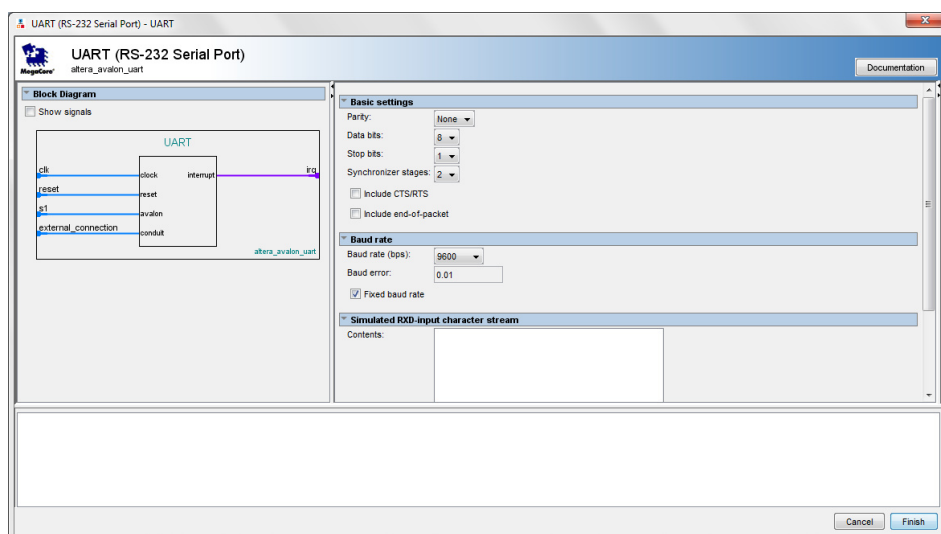 UART (RS-232 Serial Port) - UART
UART (RS-232 Serial Port)
altera_avalon_uart
MegaCore'
Documentation
Block Diagram
Show signals
UART
clk
clock
interrupt
irq
reset
reset
s1
avalon
external_connection
conduit
altera_avalon_uart
Basic settings
Parity: None
Data bits: 8
Stop bits: 1
Synchronizer stages: 2
Include CTS/RTS
Include end-of-packet
Baud rate
Baud rate (bps): 9600
Baud error: 0.01
Fixed baud rate
Simulated RXD-input character stream
Contents:
Cancel
Finish